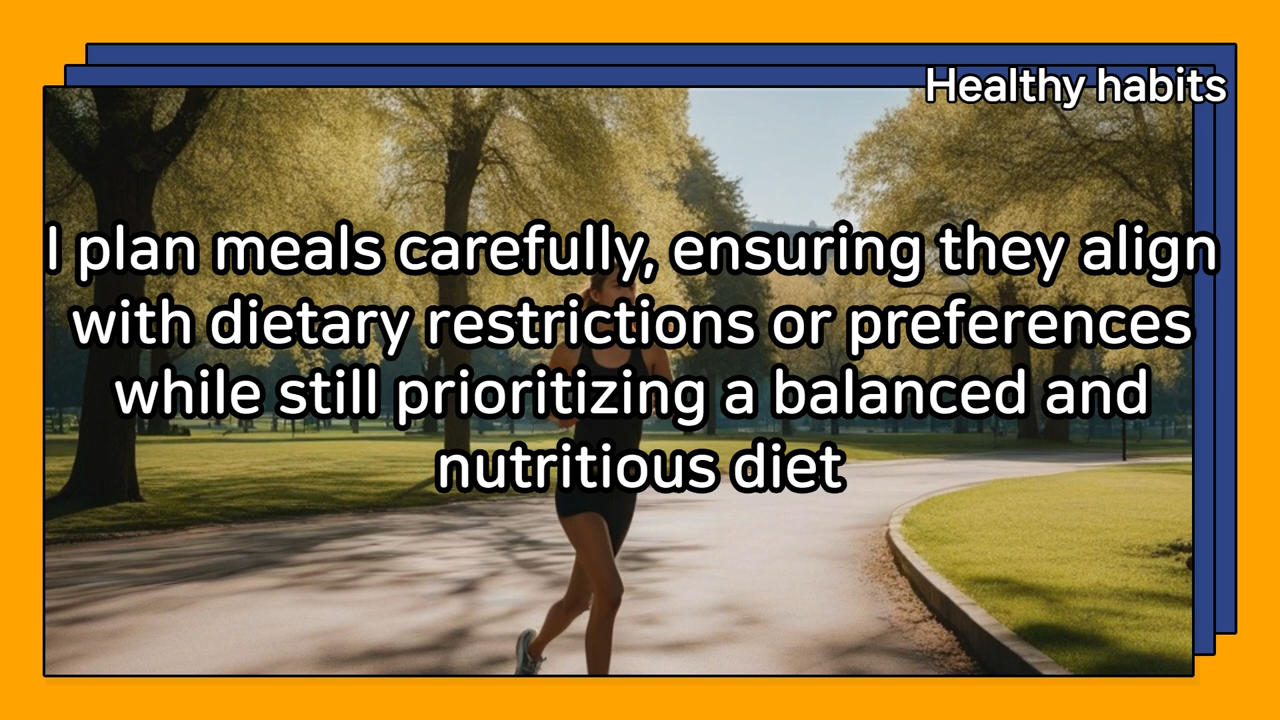 Healthy habits
I plan meals carefully, ensuring they align
with dietary restrictions or preferences
while still prioritizing a balanced and
nutritious diet